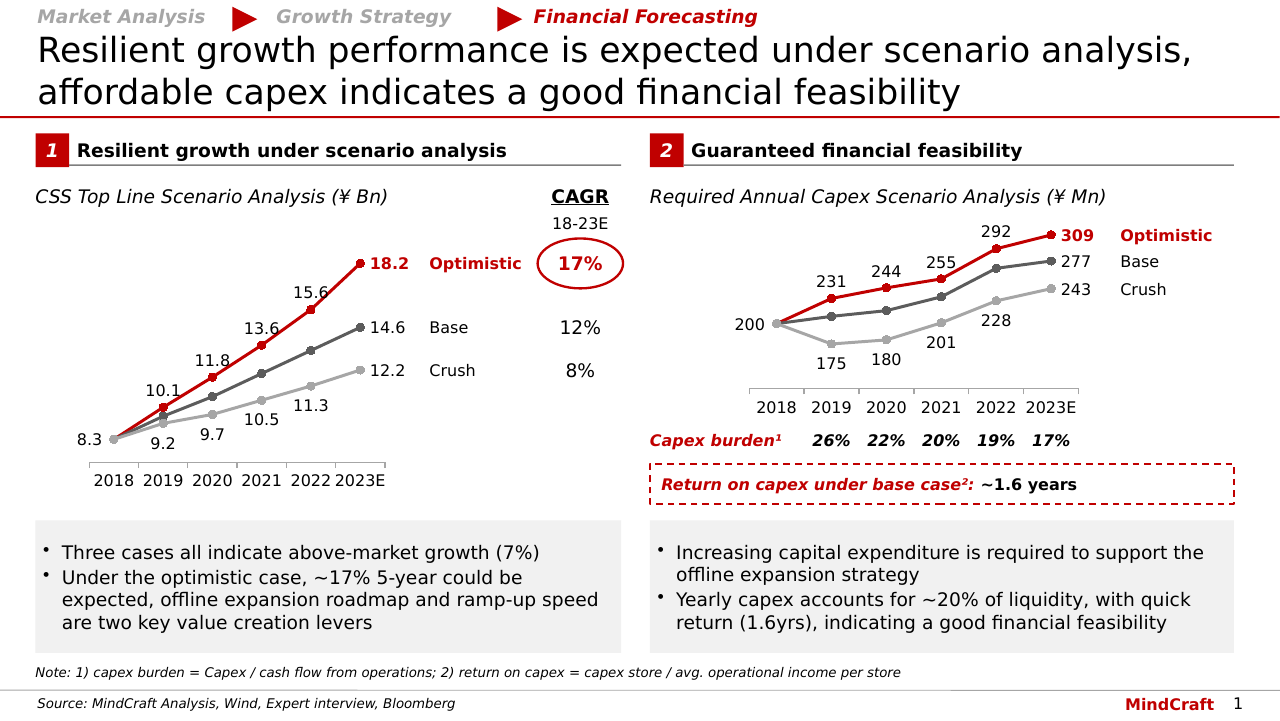 Market Analysis
Growth Strategy
Financial Forecasting
Resilient growth performance is expected under scenario analysis,
affordable capex indicates a good financial feasibility
1 Resilient growth under scenario analysis
CSS Top Line Scenario Analysis (¥ Bn)
CAGR
18-23E
18.2 Optimistic 17%
15.6
13.6
14.6 Base 12%
11.8
12.2 Crush 8%
10.1
11.3
10.5
9.7
9.2
8.3
2018 2019 2020 2021 2022 2023E
Three cases all indicate above-market growth (7%)
Under the optimistic case, ~17% 5-year could be
expected, offline expansion roadmap and ramp-up speed
are two key value creation levers
2 Guaranteed financial feasibility
Required Annual Capex Scenario Analysis (¥ Mn)
292
309 Optimistic
255
277 Base
244
231
243 Crush
200
228
201
180
175
2018 2019 2020 2021 2022 2023E
Capex burden¹ 26% 22% 20% 19% 17%
Return on capex under base case²: ~1.6 years
Increasing capital expenditure is required to support the
offline expansion strategy
Yearly capex accounts for ~20% of liquidity, with quick
return (1.6yrs), indicating a good financial feasibility
Note: 1) capex burden = Capex / cash flow from operations; 2) return on capex = capex store / avg. operational income per store
Source: MindCraft Analysis, Wind, Expert interview, Bloomberg
MindCraft 1